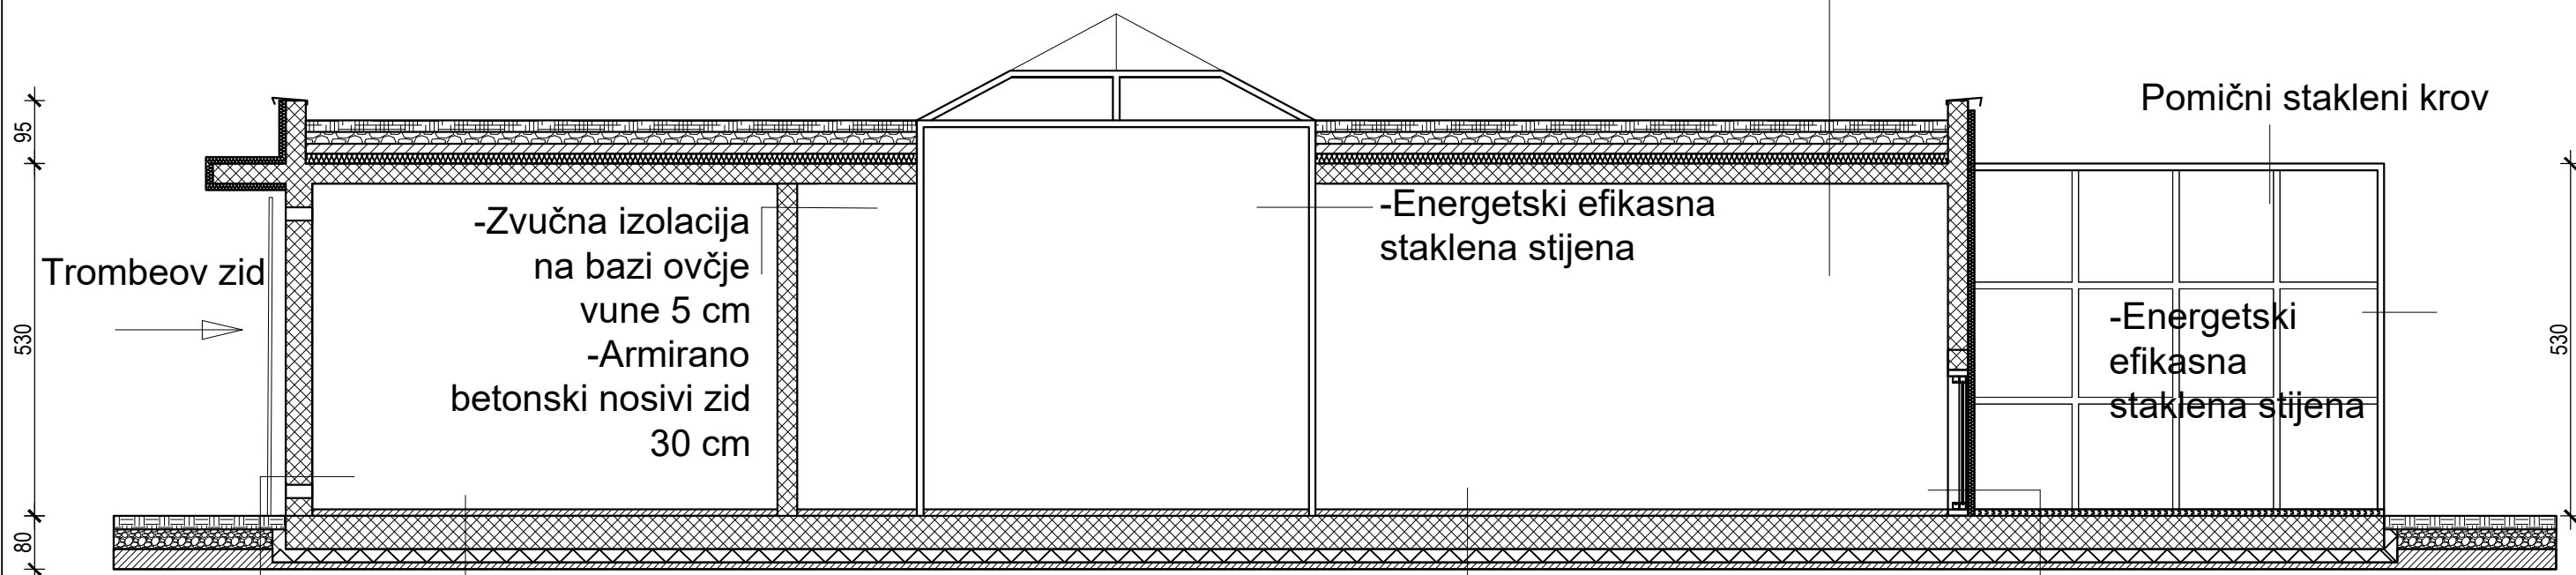 Pomični stakleni krov
95
-Zvučna izolacija
na bazi ovčje
vune 5 cm
-Armirano
betonski nosivi zid
30 cm
-Energetski efikasna
staklena stijena
Trombeov zid
-Energetski
efikasna
staklena stijena
530
530
80